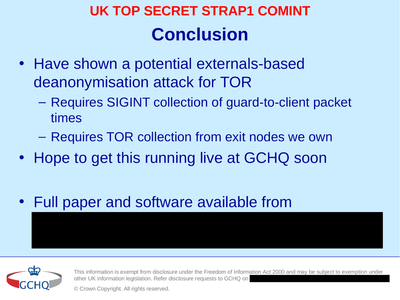 UK TOP SECRET STRAP1 COMINT
Conclusion
• Have shown a potential externals-based
deanonymisation attack for TOR
– Requires SIGINT collection of guard-to-client packet
times
– Requires TOR collection from exit nodes we own
• Hope to get this running live at GCHQ soon
• Full paper and software available from
GCHQ
This information is exempt from disclosure under the Freedom of Information Act 2000 and may be subject to exemption under
other UK information legislation. Refer disclosure requests to GCHQ on
© Crown Copyright. All rights reserved.